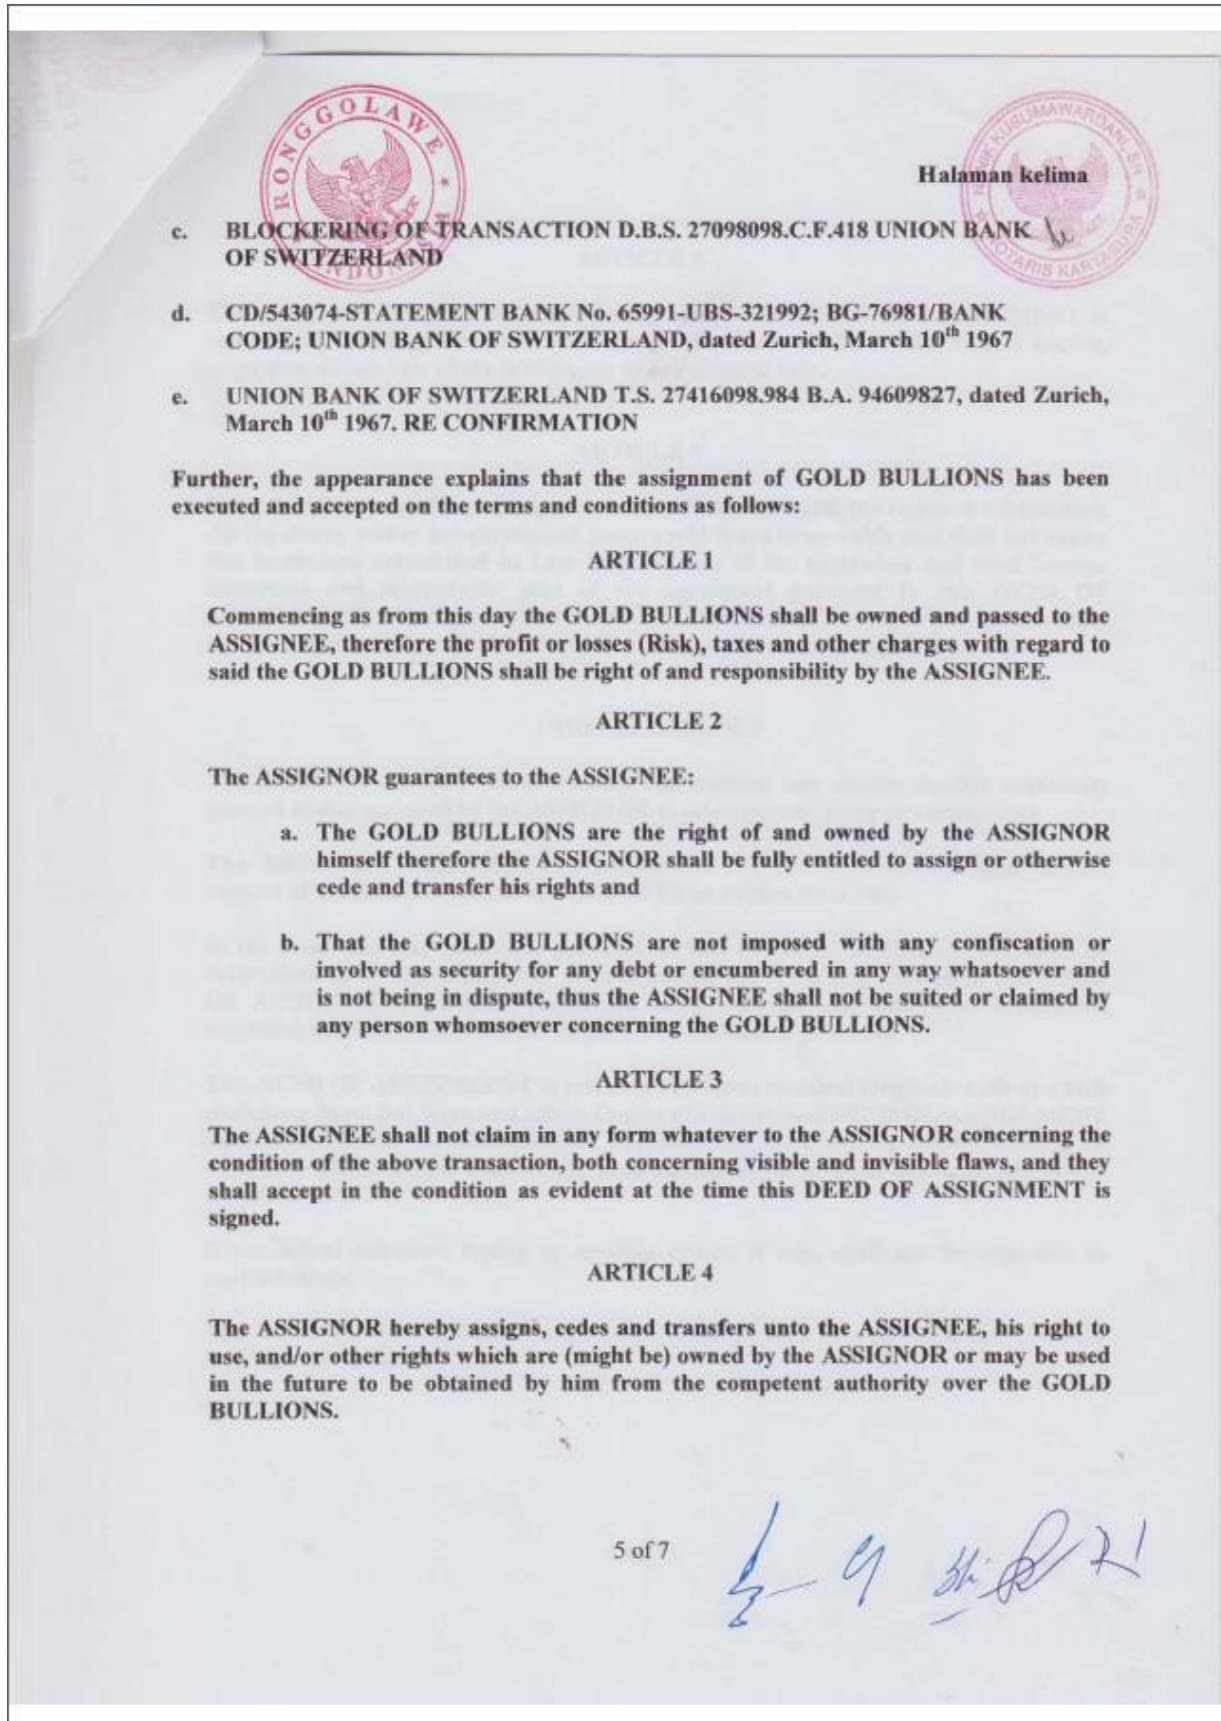 RONGGOLAWE
INDONESIA
NOTARIS KARTASURA
Halaman kelima
c. BLOCKERING OF TRANSACTION D.B.S. 27098098.C.F.418 UNION BANK
OF SWITZERLAND
d. CD/543074-STATEMENT BANK No. 65991-UBS-321992; BG-76981/BANK
CODE; UNION BANK OF SWITZERLAND, dated Zurich, March 10th 1967
e. UNION BANK OF SWITZERLAND T.S. 27416098.984 B.A. 94609827, dated Zurich,
March 10th 1967. RE CONFIRMATION
Further, the appearance explains that the assignment of GOLD BULLIONS has been
executed and accepted on the terms and conditions as follows:
ARTICLE 1
Commencing as from this day the GOLD BULLIONS shall be owned and passed to the
ASSIGNEE, therefore the profit or losses (Risk), taxes and other charges with regard to
said the GOLD BULLIONS shall be right of and responsibility by the ASSIGNEE.
ARTICLE 2
The ASSIGNOR guarantees to the ASSIGNEE:
a. The GOLD BULLIONS are the right of and owned by the ASSIGNOR
himself therefore the ASSIGNOR shall be fully entitled to assign or otherwise
cede and transfer his rights and
b. That the GOLD BULLIONS are not imposed with any confiscation or
involved as security for any debt or encumbered in any way whatsoever and
is not being in dispute, thus the ASSIGNEE shall not be suited or claimed by
any person whomsoever concerning the GOLD BULLIONS.
ARTICLE 3
The ASSIGNEE shall not claim in any form whatever to the ASSIGNOR concerning the
condition of the above transaction, both concerning visible and invisible flaws, and they
shall accept in the condition as evident at the time this DEED OF ASSIGNMENT is
signed.
ARTICLE 4
The ASSIGNOR hereby assigns, cedes and transfers unto the ASSIGNEE, his right to
use, and/or other rights which are (might be) owned by the ASSIGNOR or may be used
in the future to be obtained by him from the competent authority over the GOLD
BULLIONS.
5 of 7